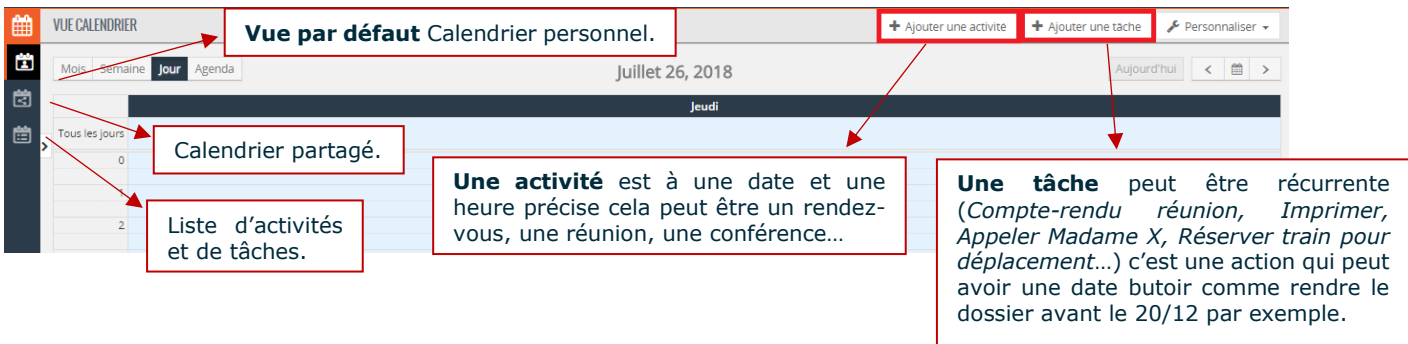 VUE CALENDRIER
Vue par défaut Calendrier personnel.
+ Ajouter une activité
+ Ajouter une tâche
Personnaliser
Mois Semaine Jour Agenda
Juillet 26, 2018
Aujourd'hui
Jeudi
Tous les jours
0
1
2
Calendrier partagé.
Liste d’activités
et de tâches.
Une activité est à une date et une
heure précise cela peut être un rendez-
vous, une réunion, une conférence…
Une tâche peut être récurrente
(Compte-rendu réunion, Imprimer,
Appeler Madame X, Réserver train pour
déplacement…) c’est une action qui peut
avoir une date butoir comme rendre le
dossier avant le 20/12 par exemple.